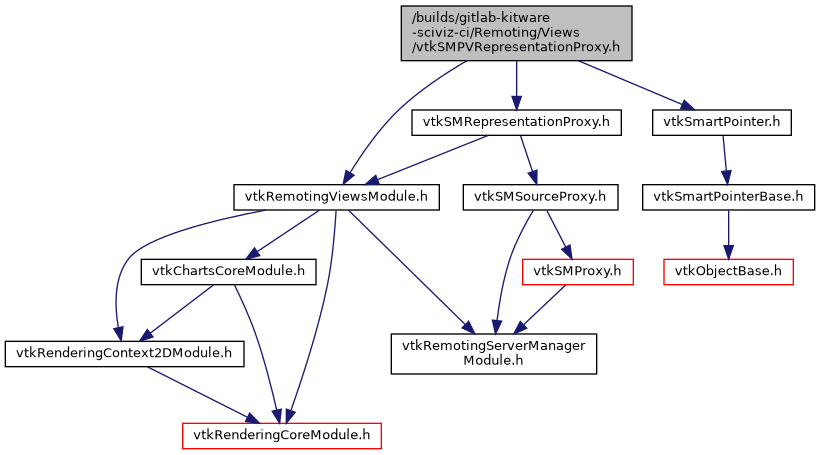 /builds/gitlab-kitware
-sciviz-ci/Remoting/Views
/vtkSMPVRepresentationProxy.h
vtkSMRepresentationProxy.h
vtkSmartPointer.h
vtkRemotingViewsModule.h
vtkSMSourceProxy.h
vtkSmartPointerBase.h
vtkChartsCoreModule.h
vtkSMProxy.h
vtkObjectBase.h
vtkRenderingContext2DModule.h
vtkRemotingServerManager
Module.h
vtkRenderingCoreModule.h